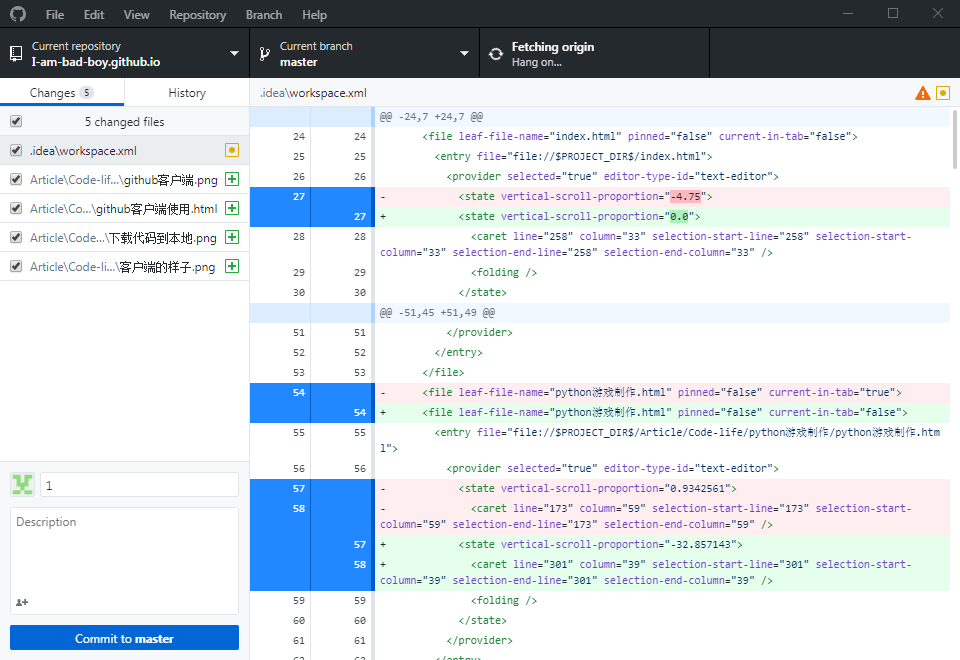 File Edit View Repository Branch Help
Current repository
I-am-bad-boy.github.io
Current branch
master
Fetching origin
Hang on...
Changes 5
History
.idea\workspace.xml
5 changed files
.idea\workspace.xml
Article\Code-lif...\github客户端.png
Article\Co...\github客户端使用.html
Article\Code...\下载代码到本地.png
Article\Code-li...\客户端的样子.png
1
Description
Commit to master
@@ -24,7 +24,7 @@
24 24 <file leaf-file-name="index.html" pinned="false" current-in-tab="false">
25 25 <entry file="file://$PROJECT_DIR$/index.html">
26 26 <provider selected="true" editor-type-id="text-editor">
27 - <state vertical-scroll-proportion="-4.75">
27 + <state vertical-scroll-proportion="0.0">
28 28 <caret line="258" column="33" selection-start-line="258" selection-start-
column="33" selection-end-line="258" selection-end-column="33" />
29 29 <folding />
30 30 </state>
@@ -51,45 +51,49 @@
51 51 </provider>
52 52 </entry>
53 53 </file>
54 - <file leaf-file-name="python游戏制作.html" pinned="false" current-in-tab="true">
54 + <file leaf-file-name="python游戏制作.html" pinned="false" current-in-tab="false">
55 55 <entry file="file://$PROJECT_DIR$/Article/Code-life/python游戏制作/python游戏制作.htm
l">
56 56 <provider selected="true" editor-type-id="text-editor">
57 - <state vertical-scroll-proportion="0.9342561">
58 - <caret line="173" column="59" selection-start-line="173" selection-start-
column="59" selection-end-line="173" selection-end-column="59" />
57 + <state vertical-scroll-proportion="-32.857143">
58 + <caret line="301" column="39" selection-start-line="301" selection-start-
column="39" selection-end-line="301" selection-end-column="39" />
59 59 <folding />
60 60 </state>
61 61 </provider>
62 62 </entry>